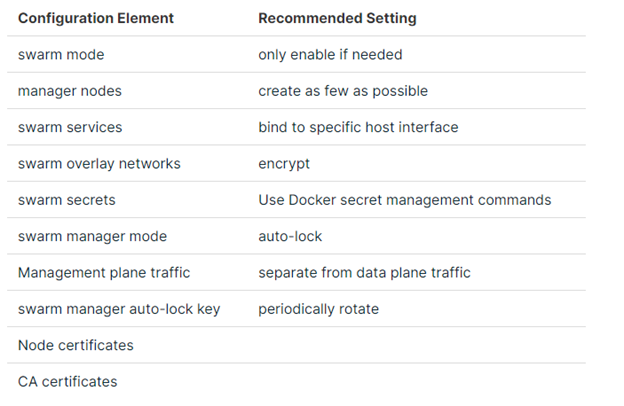 Configuration Element Recommended Setting
swarm mode only enable if needed
manager nodes create as few as possible
swarm services bind to specific host interface
swarm overlay networks encrypt
swarm secrets Use Docker secret management commands
swarm manager mode auto-lock
Management plane traffic separate from data plane traffic
swarm manager auto-lock key periodically rotate
Node certificates
CA certificates